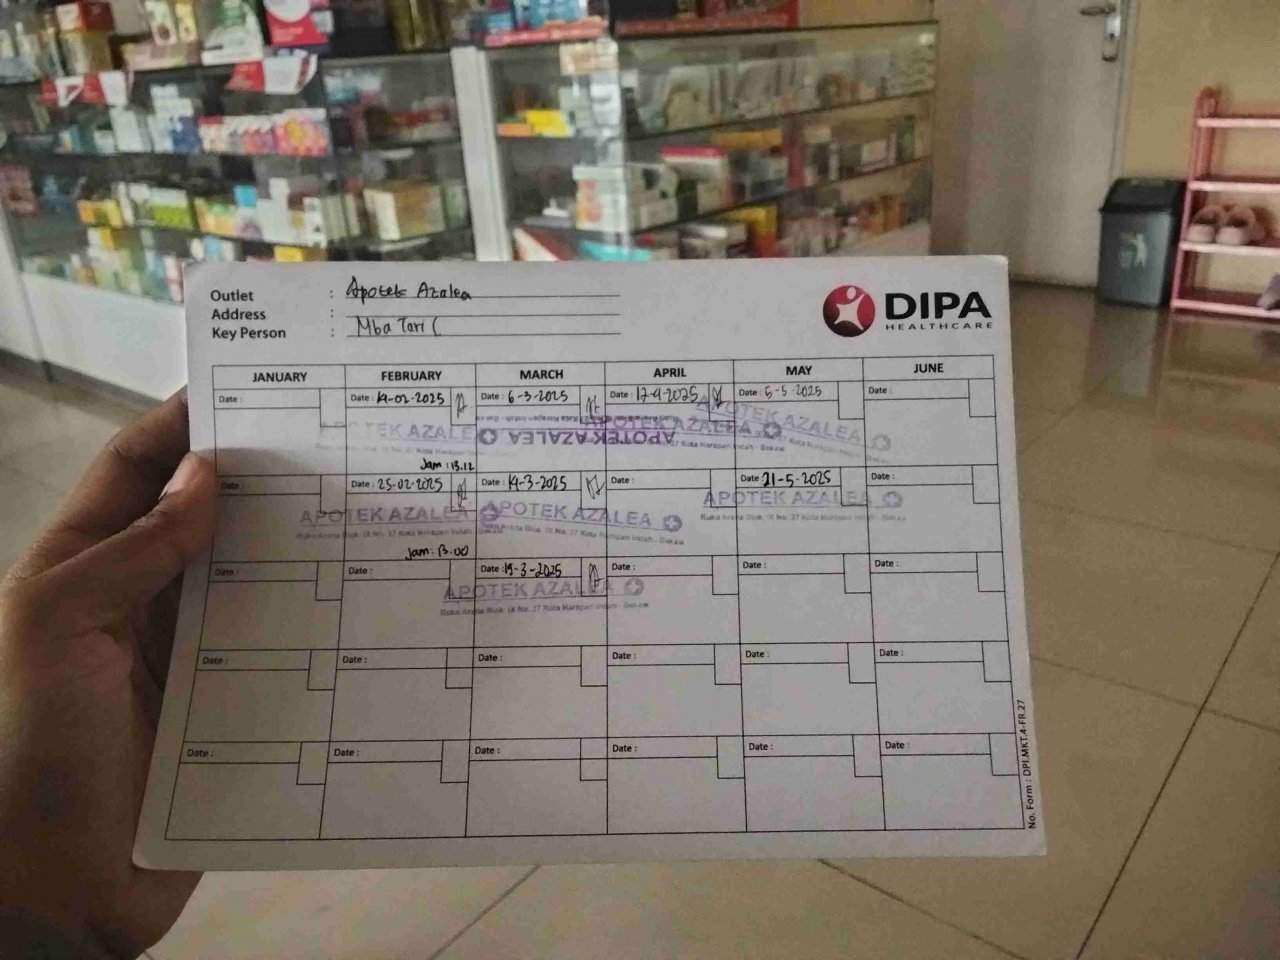 Outlet : Apotek Azalea
Address :
Key Person : Mba Tari (
DIPA
HEALTHCARE
JANUARY FEBRUARY MARCH APRIL MAY JUNE
Date : Date : 19-02-2025 Date : 6-3-2025 Date : 12-4-2025 Date : 5-5-2025 Date :
APOTEK AZALEA APOTEK AZALEA APOTEK AZALEA APOTEK AZALEA
Jam : 13.12
Date : Date : 25-02-2025 Date : 14-3-2025 Date : Date : 21-5-2025 Date :
APOTEK AZALEA APOTEK AZALEA APOTEK AZALEA
Jam : 13.00
Date : Date : Date : 19-3-2025 Date : Date : Date :
APOTEK AZALEA
Date : Date : Date : Date : Date : Date :
Date : Date : Date : Date : Date : Date :
No. Form : DPI.MKT.4-FR.27